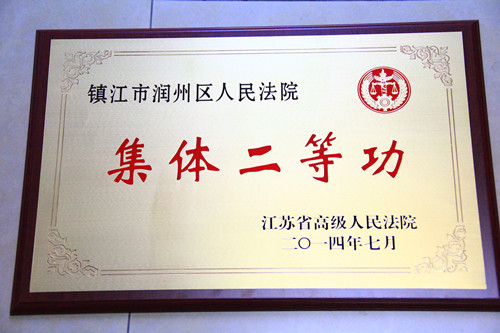 镇江市润州区人民法院
集体二等功
江苏省高级人民法院
二〇一四年七月